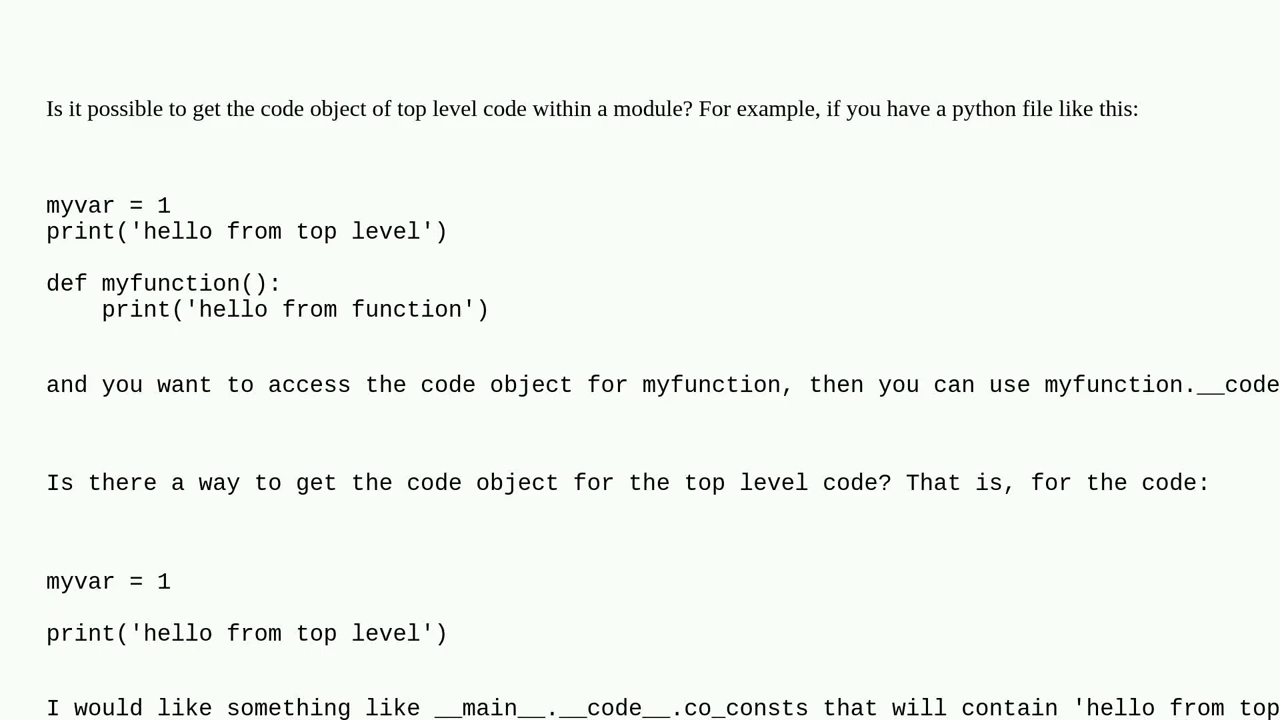 Is it possible to get the code object of top level code within a module? For example, if you have a python file like this:
myvar = 1
print('hello from top level')
def myfunction():
    print('hello from function')
and you want to access the code object for myfunction, then you can use myfunction.__code
Is there a way to get the code object for the top level code? That is, for the code:
myvar = 1
print('hello from top level')
I would like something like __main__.__code__.co_consts that will contain 'hello from top